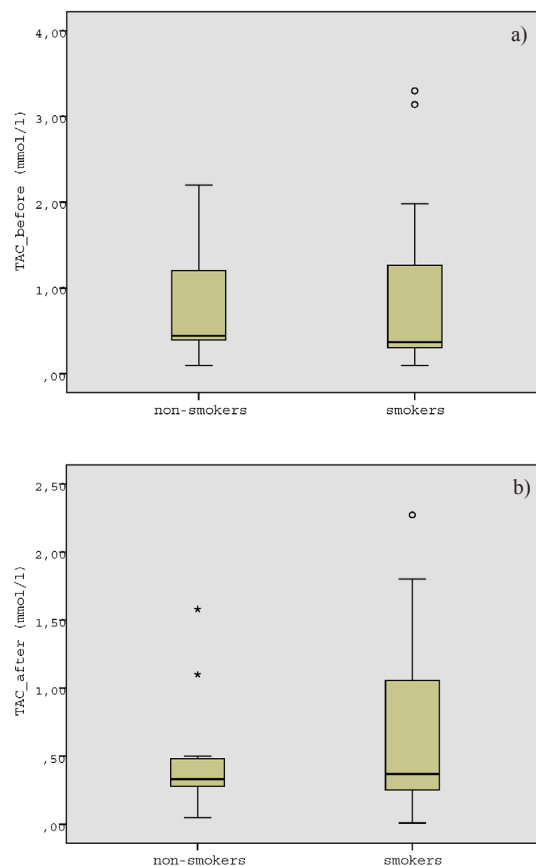 a)
4,00
3,00
2,00
1,00
,00
TAC_before (mmol/l)
non-smokers smokers
b)
2,50
2,00
1,50
1,00
,50
,00
TAC_after (mmol/l)
non-smokers smokers